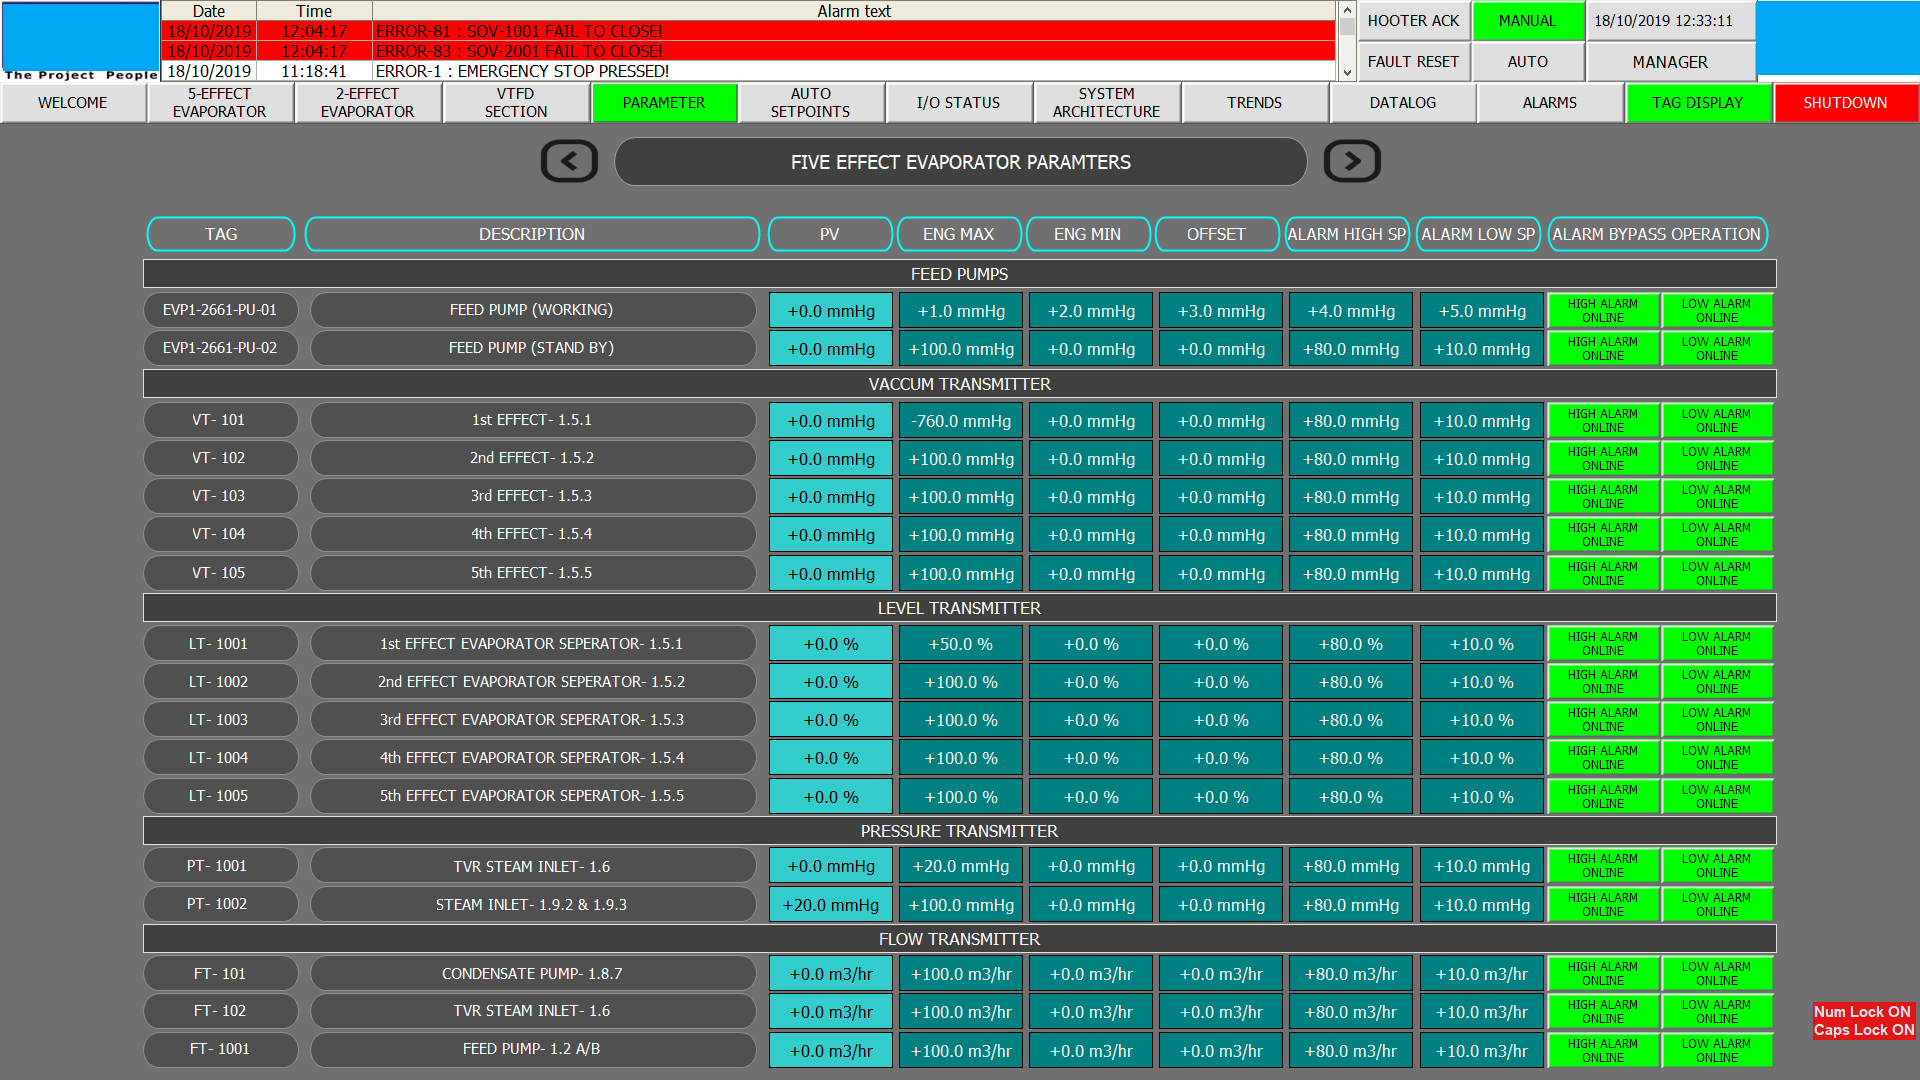 The Project People
Date Time Alarm text
18/10/2019 12:04:17 ERROR-81 : SOV-1001 FAIL TO CLOSE!
18/10/2019 12:04:17 ERROR-83 : SOV-2001 FAIL TO CLOSE!
18/10/2019 11:18:41 ERROR-1 : EMERGENCY STOP PRESSED!
HOOTER ACK MANUAL 18/10/2019 12:33:11
FAULT RESET AUTO MANAGER
WELCOME
5-EFFECT
EVAPORATOR
2-EFFECT
EVAPORATOR
VTFD
SECTION
PARAMETER
AUTO
SETPOINTS
I/O STATUS
SYSTEM
ARCHITECTURE
TRENDS
DATALOG
ALARMS
TAG DISPLAY
SHUTDOWN
< FIVE EFFECT EVAPORATOR PARAMTERS >
TAG DESCRIPTION PV ENG MAX ENG MIN OFFSET ALARM HIGH SP ALARM LOW SP ALARM BYPASS OPERATION
FEED PUMPS
EVP1-2661-PU-01 FEED PUMP (WORKING) +0.0 mmHg +1.0 mmHg +2.0 mmHg +3.0 mmHg +4.0 mmHg +5.0 mmHg HIGH ALARM ONLINE LOW ALARM ONLINE
EVP1-2661-PU-02 FEED PUMP (STAND BY) +0.0 mmHg +100.0 mmHg +0.0 mmHg +0.0 mmHg +80.0 mmHg +10.0 mmHg HIGH ALARM ONLINE LOW ALARM ONLINE
VACCUM TRANSMITTER
VT- 101 1st EFFECT- 1.5.1 +0.0 mmHg -760.0 mmHg +0.0 mmHg +0.0 mmHg +80.0 mmHg +10.0 mmHg HIGH ALARM ONLINE LOW ALARM ONLINE
VT- 102 2nd EFFECT- 1.5.2 +0.0 mmHg +100.0 mmHg +0.0 mmHg +0.0 mmHg +80.0 mmHg +10.0 mmHg HIGH ALARM ONLINE LOW ALARM ONLINE
VT- 103 3rd EFFECT- 1.5.3 +0.0 mmHg +100.0 mmHg +0.0 mmHg +0.0 mmHg +80.0 mmHg +10.0 mmHg HIGH ALARM ONLINE LOW ALARM ONLINE
VT- 104 4th EFFECT- 1.5.4 +0.0 mmHg +100.0 mmHg +0.0 mmHg +0.0 mmHg +80.0 mmHg +10.0 mmHg HIGH ALARM ONLINE LOW ALARM ONLINE
VT- 105 5th EFFECT- 1.5.5 +0.0 mmHg +100.0 mmHg +0.0 mmHg +0.0 mmHg +80.0 mmHg +10.0 mmHg HIGH ALARM ONLINE LOW ALARM ONLINE
LEVEL TRANSMITTER
LT- 1001 1st EFFECT EVAPORATOR SEPERATOR- 1.5.1 +0.0 % +50.0 % +0.0 % +0.0 % +80.0 % +10.0 % HIGH ALARM ONLINE LOW ALARM ONLINE
LT- 1002 2nd EFFECT EVAPORATOR SEPERATOR- 1.5.2 +0.0 % +100.0 % +0.0 % +0.0 % +80.0 % +10.0 % HIGH ALARM ONLINE LOW ALARM ONLINE
LT- 1003 3rd EFFECT EVAPORATOR SEPERATOR- 1.5.3 +0.0 % +100.0 % +0.0 % +0.0 % +80.0 % +10.0 % HIGH ALARM ONLINE LOW ALARM ONLINE
LT- 1004 4th EFFECT EVAPORATOR SEPERATOR- 1.5.4 +0.0 % +100.0 % +0.0 % +0.0 % +80.0 % +10.0 % HIGH ALARM ONLINE LOW ALARM ONLINE
LT- 1005 5th EFFECT EVAPORATOR SEPERATOR- 1.5.5 +0.0 % +100.0 % +0.0 % +0.0 % +80.0 % +10.0 % HIGH ALARM ONLINE LOW ALARM ONLINE
PRESSURE TRANSMITTER
PT- 1001 TVR STEAM INLET- 1.6 +0.0 mmHg +20.0 mmHg +0.0 mmHg +0.0 mmHg +80.0 mmHg +10.0 mmHg HIGH ALARM ONLINE LOW ALARM ONLINE
PT- 1002 STEAM INLET- 1.9.2 & 1.9.3 +20.0 mmHg +100.0 mmHg +0.0 mmHg +0.0 mmHg +80.0 mmHg +10.0 mmHg HIGH ALARM ONLINE LOW ALARM ONLINE
FLOW TRANSMITTER
FT- 101 CONDENSATE PUMP- 1.8.7 +0.0 m3/hr +100.0 m3/hr +0.0 m3/hr +0.0 m3/hr +80.0 m3/hr +10.0 m3/hr HIGH ALARM ONLINE LOW ALARM ONLINE
FT- 102 TVR STEAM INLET- 1.6 +0.0 m3/hr +100.0 m3/hr +0.0 m3/hr +0.0 m3/hr +80.0 m3/hr +10.0 m3/hr HIGH ALARM ONLINE LOW ALARM ONLINE
FT- 1001 FEED PUMP- 1.2 A/B +0.0 m3/hr +100.0 m3/hr +0.0 m3/hr +0.0 m3/hr +80.0 m3/hr +10.0 m3/hr HIGH ALARM ONLINE LOW ALARM ONLINE
Num Lock ON
Caps Lock ON